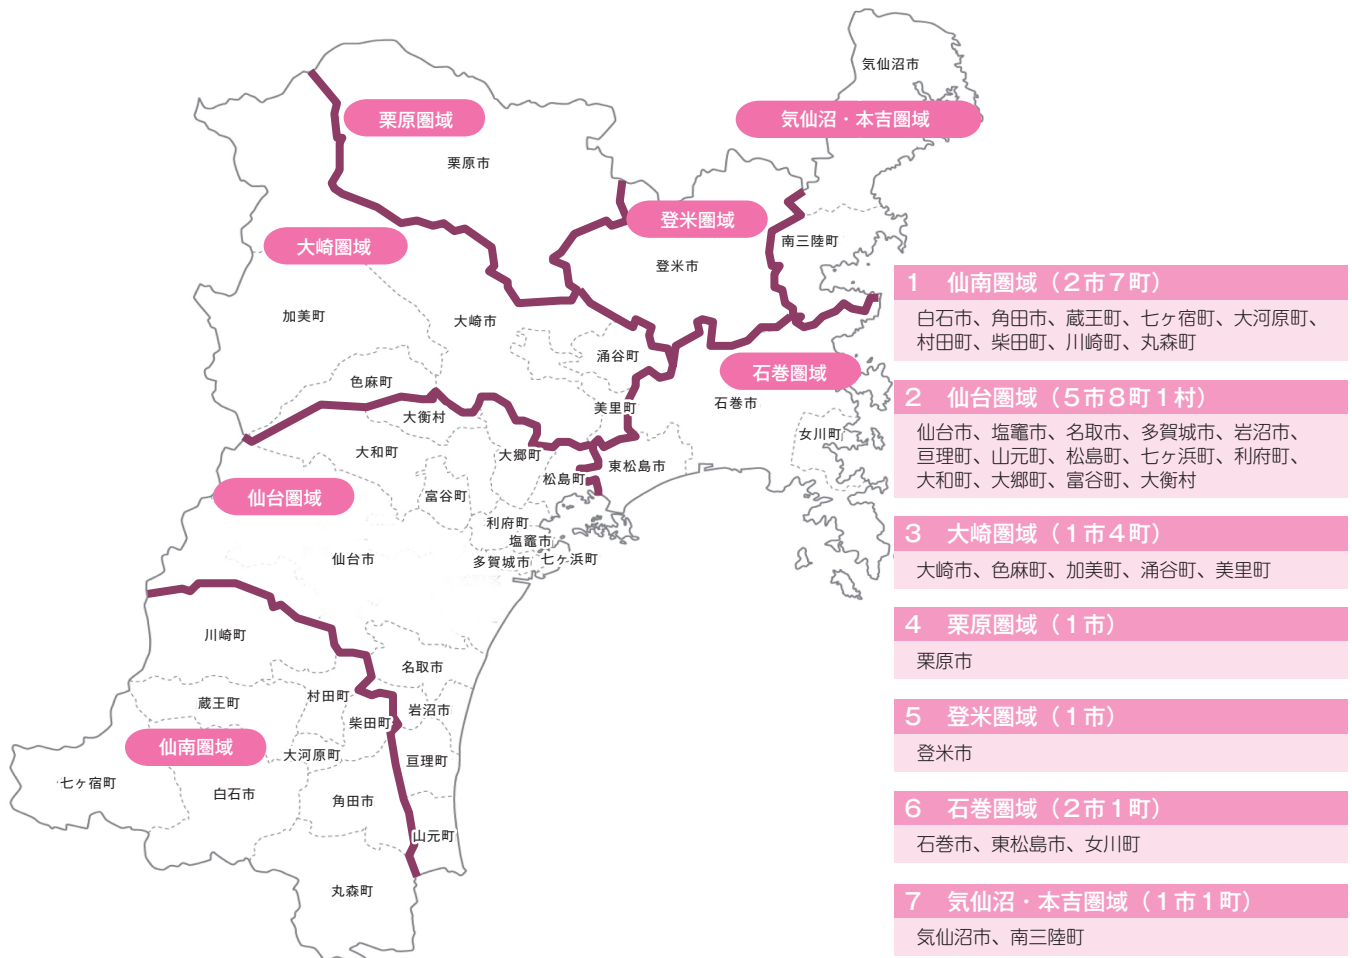 気仙沼市
栗原圏域
気仙沼・本吉圏域
栗原市
登米圏域
大崎圏域
南三陸町
登米市
加美町
大崎市
涌谷町
石巻圏域
色麻町
石巻市
美里町
大衡村
女川町
大和町
大郷町
東松島市
松島町
仙台圏域
富谷町
利府町
塩竈市
仙台市
多賀城市
七ヶ浜町
川崎町
名取市
村田町
蔵王町
岩沼市
柴田町
仙南圏域
大河原町
亘理町
七ヶ宿町
白石市
角田市
山元町
丸森町
1 仙南圏域（2市7町）
白石市、角田市、蔵王町、七ヶ宿町、大河原町、
村田町、柴田町、川崎町、丸森町
2 仙台圏域（5市8町1村）
仙台市、塩竈市、名取市、多賀城市、岩沼市、
亘理町、山元町、松島町、七ヶ浜町、利府町、
大和町、大郷町、富谷町、大衡村
3 大崎圏域（1市4町）
大崎市、色麻町、加美町、涌谷町、美里町
4 栗原圏域（1市）
栗原市
5 登米圏域（1市）
登米市
6 石巻圏域（2市1町）
石巻市、東松島市、女川町
7 気仙沼・本吉圏域（1市1町）
気仙沼市、南三陸町